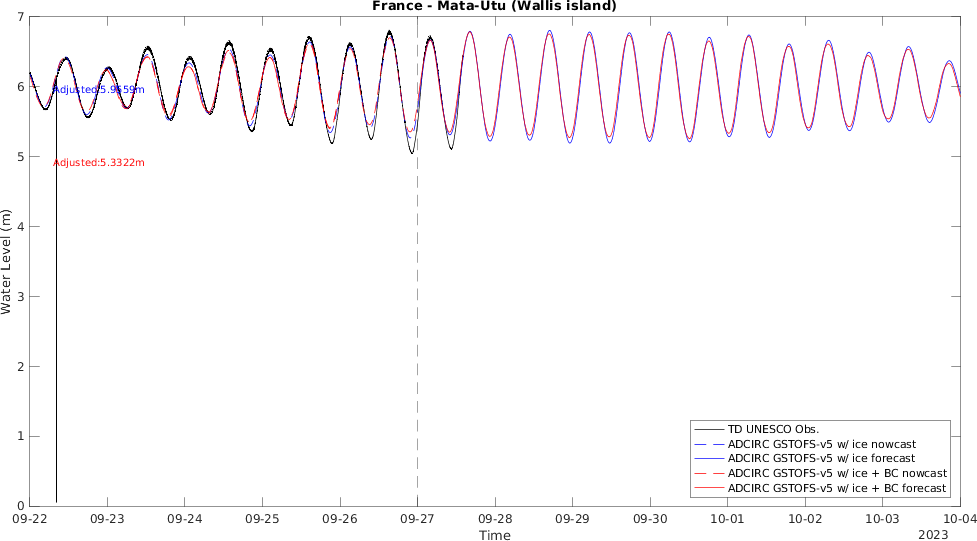 France - Mata-Utu (Wallis island)
7
6
5
4
3
2
1
0
Water Level (m)
Adjusted:5.9559m
Adjusted:5.3322m
TD UNESCO Obs.
ADCIRC GSTOFS-v5 w/ ice nowcast
ADCIRC GSTOFS-v5 w/ ice forecast
ADCIRC GSTOFS-v5 w/ ice + BC nowcast
ADCIRC GSTOFS-v5 w/ ice + BC forecast
09-22 09-23 09-24 09-25 09-26 09-27 09-28 09-29 09-30 10-01 10-02 10-03 10-04
Time
2023